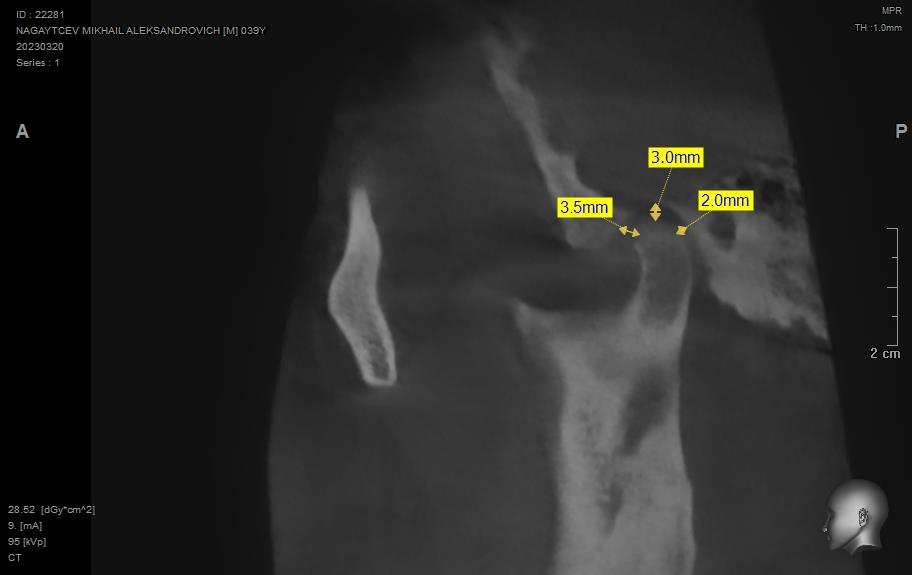 ID : 22281
NAGAYTCEV MIKHAIL ALEKSANDROVICH [M] 039Y
20230320
Series : 1
MPR
TH :1.0mm
A
P
3.0mm
3.5mm
2.0mm
2 cm
28.52 [dGy*cm^2]
9. [mA]
95 [kVp]
CT